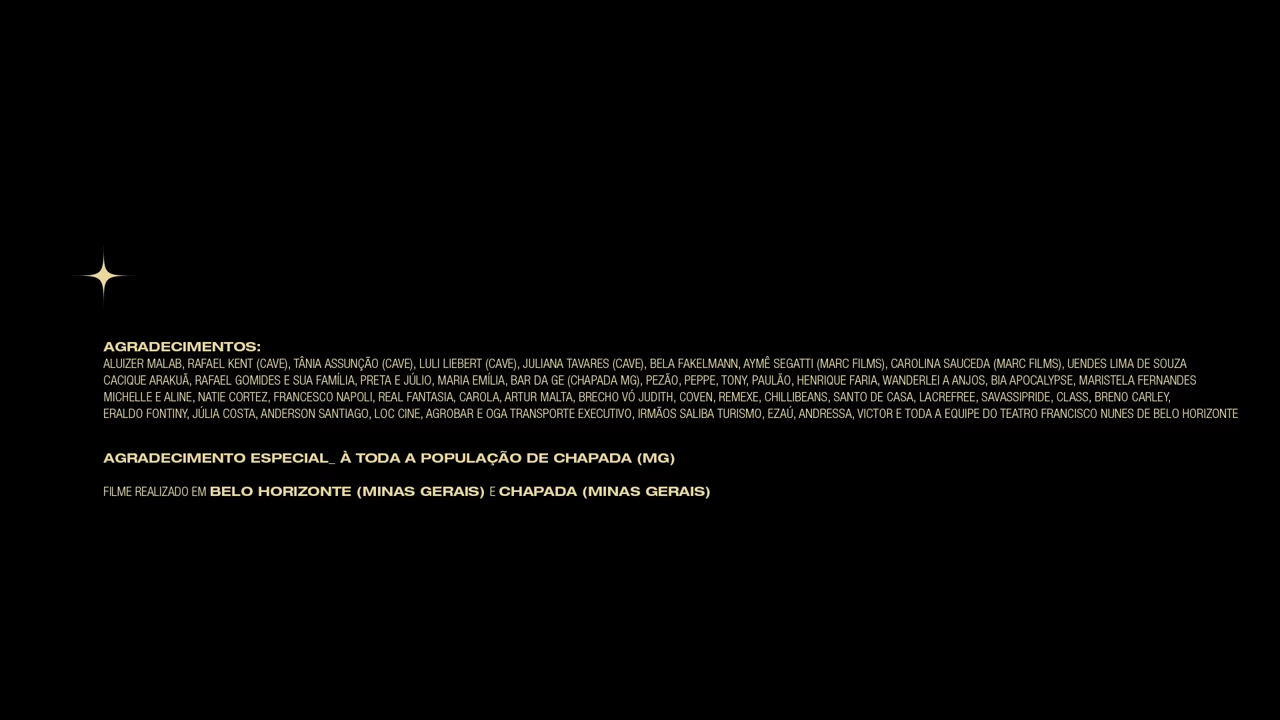 AGRADECIMENTOS:
ALUIZER MALAB, RAFAEL KENT (CAVE), TÂNIA ASSUNÇÃO (CAVE), LULI LIEBERT (CAVE), JULIANA TAVARES (CAVE), BELA FAKELMANN, AYMÊ SEGATTI (MARC FILMS), CAROLINA SAUCEDA (MARC FILMS), UENDES LIMA DE SOUZA
CACIQUE ARAKUÃ, RAFAEL GOMIDES E SUA FAMÍLIA, PRETA E JÚLIO, MARIA EMÍLIA, BAR DA GE (CHAPADA MG), PEZÃO, PEPPE, TONY, PAULÃO, HENRIQUE FARIA, WANDERLEI A ANJOS, BIA APOCALYPSE, MARISTELA FERNANDES
MICHELLE E ALINE, NATIE CORTEZ, FRANCESCO NAPOLI, REAL FANTASIA, CAROLA, ARTUR MALTA, BRECHO VÓ JUDITH, COVEN, REMEXE, CHILLIBEANS, SANTO DE CASA, LACREFREE, SAVASSIPRIDE, CLASS, BRENO CARLEY,
ERALDO FONTINY, JÚLIA COSTA, ANDERSON SANTIAGO, LOC CINE, AGROBAR E OGA TRANSPORTE EXECUTIVO, IRMÃOS SALIBA TURISMO, EZAÚ, ANDRESSA, VICTOR E TODA A EQUIPE DO TEATRO FRANCISCO NUNES DE BELO HORIZONTE
AGRADECIMENTO ESPECIAL_ À TODA A POPULAÇÃO DE CHAPADA (MG)
FILME REALIZADO EM BELO HORIZONTE (MINAS GERAIS) E CHAPADA (MINAS GERAIS)